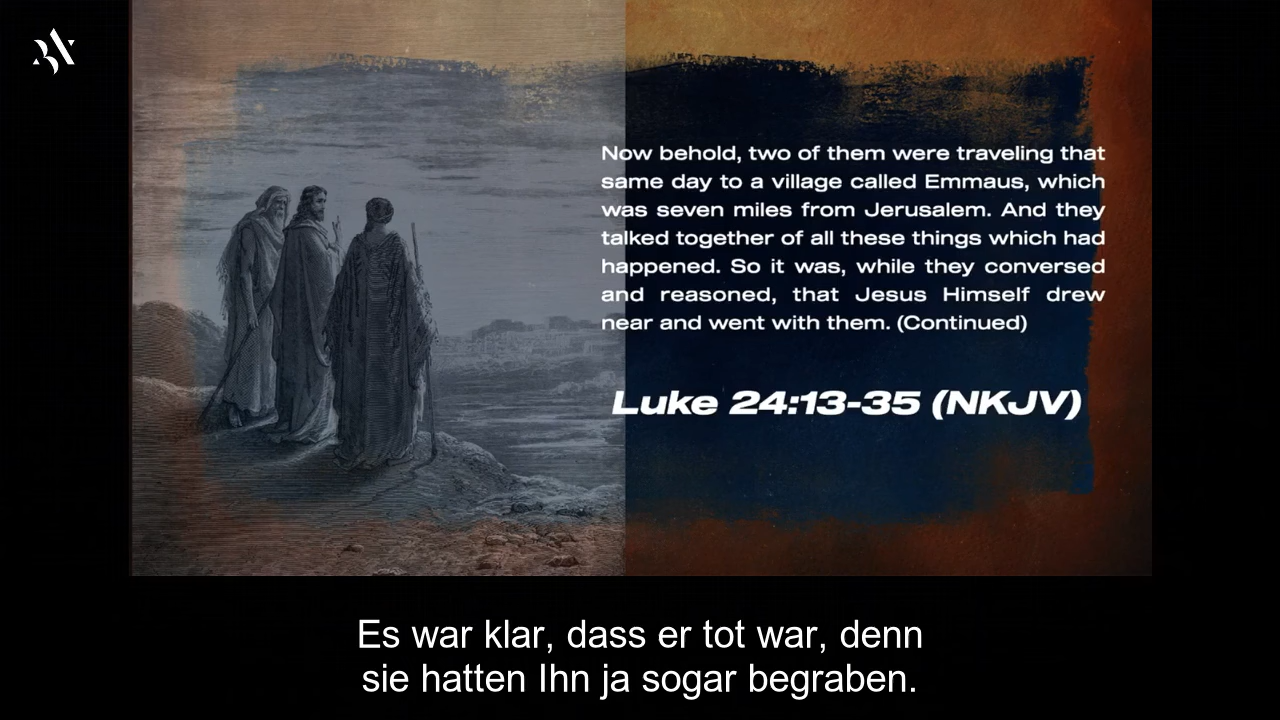 Now behold, two of them were traveling that
same day to a village called Emmaus, which
was seven miles from Jerusalem. And they
talked together of all these things which had
happened. So it was, while they conversed
and reasoned, that Jesus Himself drew
near and went with them. (Continued)
Luke 24:13-35 (NKJV)
Es war klar, dass er tot war, denn
sie hatten Ihn ja sogar begraben.